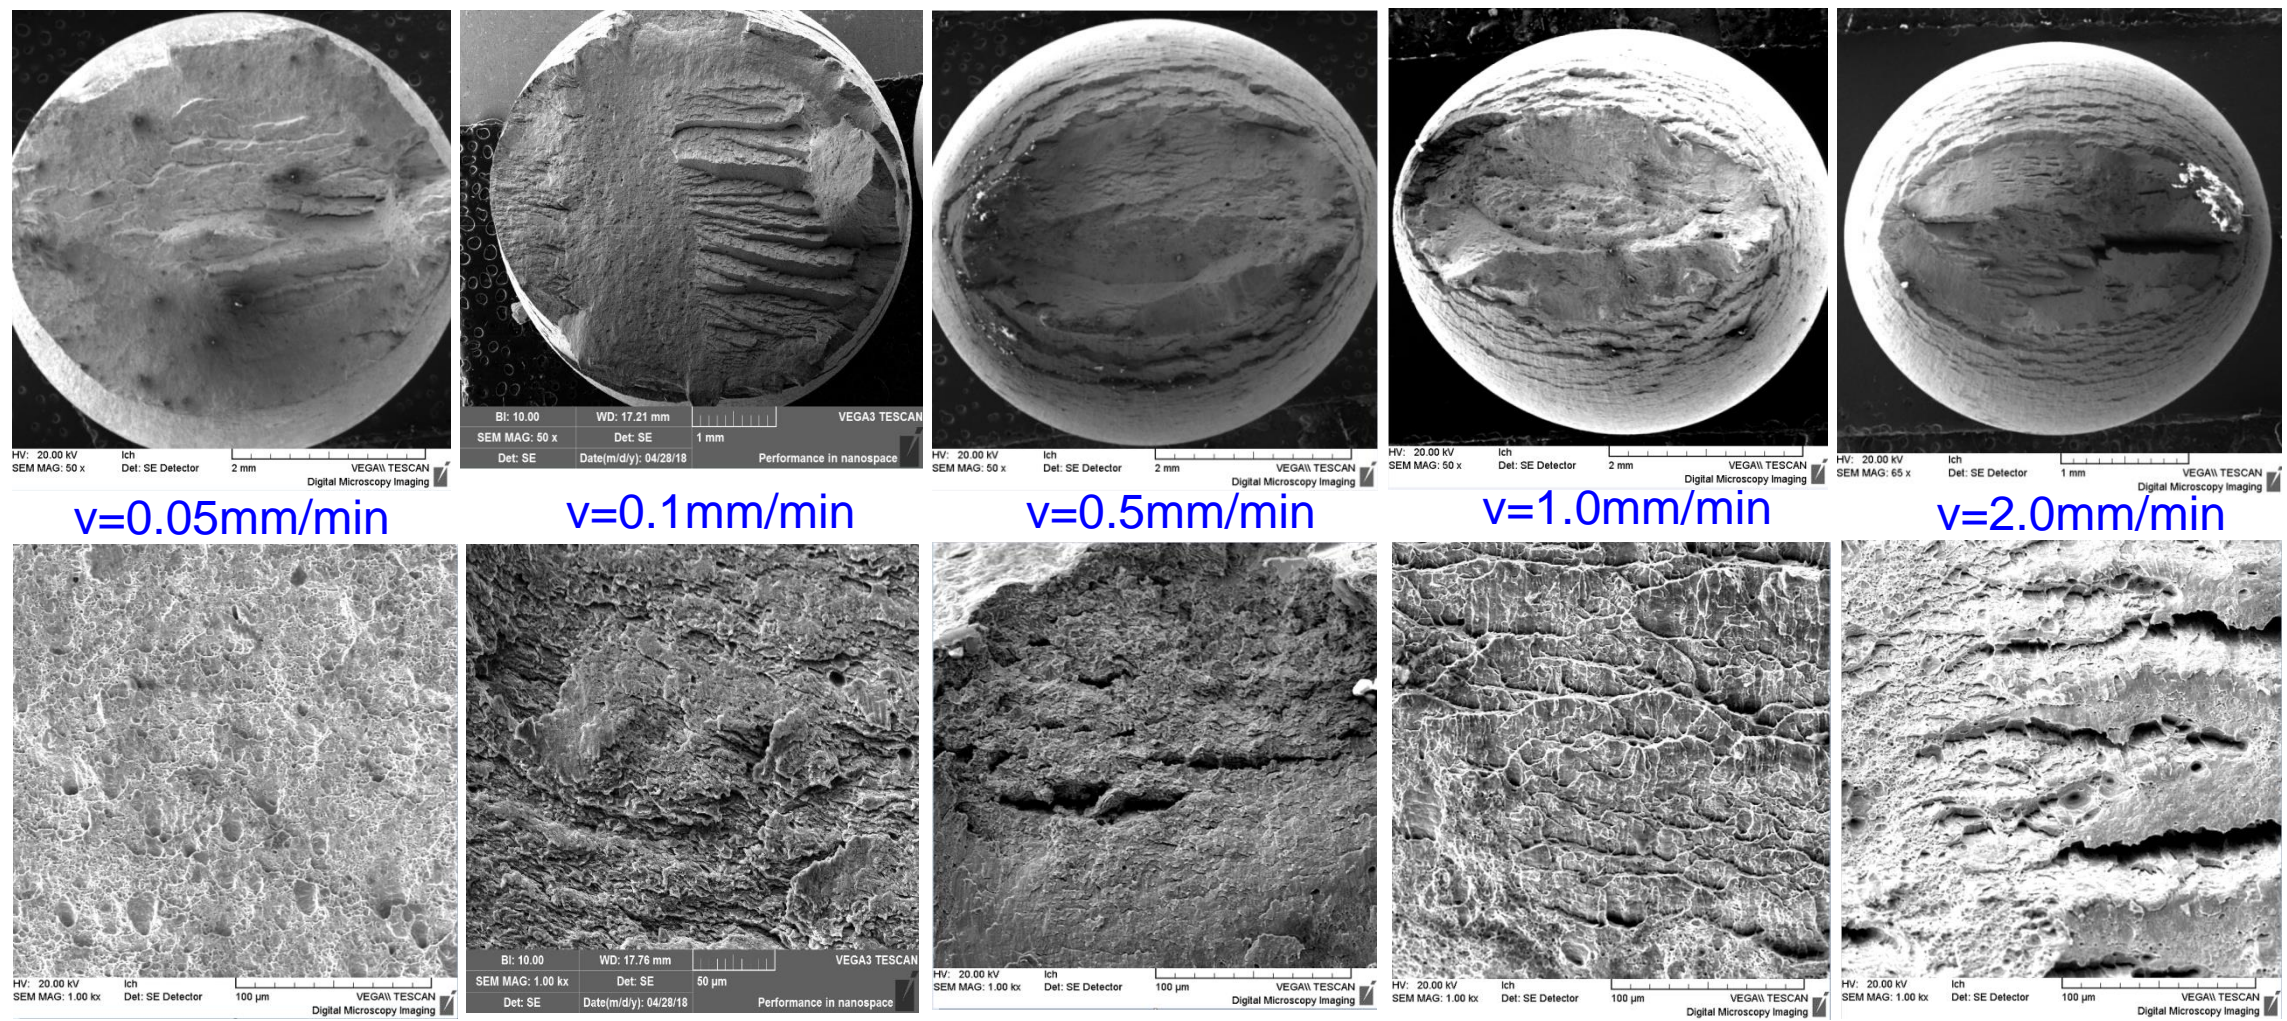 HV: 20.00 kV Ich
SEM MAG: 50 x Det: SE Detector 2 mm VEGA\\ TESCAN
Digital Microscopy Imaging
BI: 10.00 WD: 17.21 mm VEGA3 TESCAN
SEM MAG: 50 x Det: SE 1 mm
Det: SE Date(m/d/y): 04/28/18 Performance in nanospace
HV: 20.00 kV Ich
SEM MAG: 50 x Det: SE Detector 2 mm VEGA\\ TESCAN
Digital Microscopy Imaging
HV: 20.00 kV Ich
SEM MAG: 50 x Det: SE Detector 2 mm VEGA\\ TESCAN
Digital Microscopy Imaging
HV: 20.00 kV Ich
SEM MAG: 65 x Det: SE Detector 1 mm VEGA\\ TESCAN
Digital Microscopy Imaging
v=0.05mm/min
v=0.1mm/min
v=0.5mm/min
v=1.0mm/min
v=2.0mm/min
HV: 20.00 kV Ich
SEM MAG: 1.00 kx Det: SE Detector 100 µm VEGA\\ TESCAN
Digital Microscopy Imaging
BI: 10.00 WD: 17.76 mm VEGA3 TESCAN
SEM MAG: 1.00 kx Det: SE 50 µm
Det: SE Date(m/d/y): 04/28/18 Performance in nanospace
HV: 20.00 kV Ich
SEM MAG: 1.00 kx Det: SE Detector 100 µm VEGA\\ TESCAN
Digital Microscopy Imaging
HV: 20.00 kV Ich
SEM MAG: 1.00 kx Det: SE Detector 100 µm VEGA\\ TESCAN
Digital Microscopy Imaging
HV: 20.00 kV Ich
SEM MAG: 1.00 kx Det: SE Detector 100 µm VEGA\\ TESCAN
Digital Microscopy Imaging